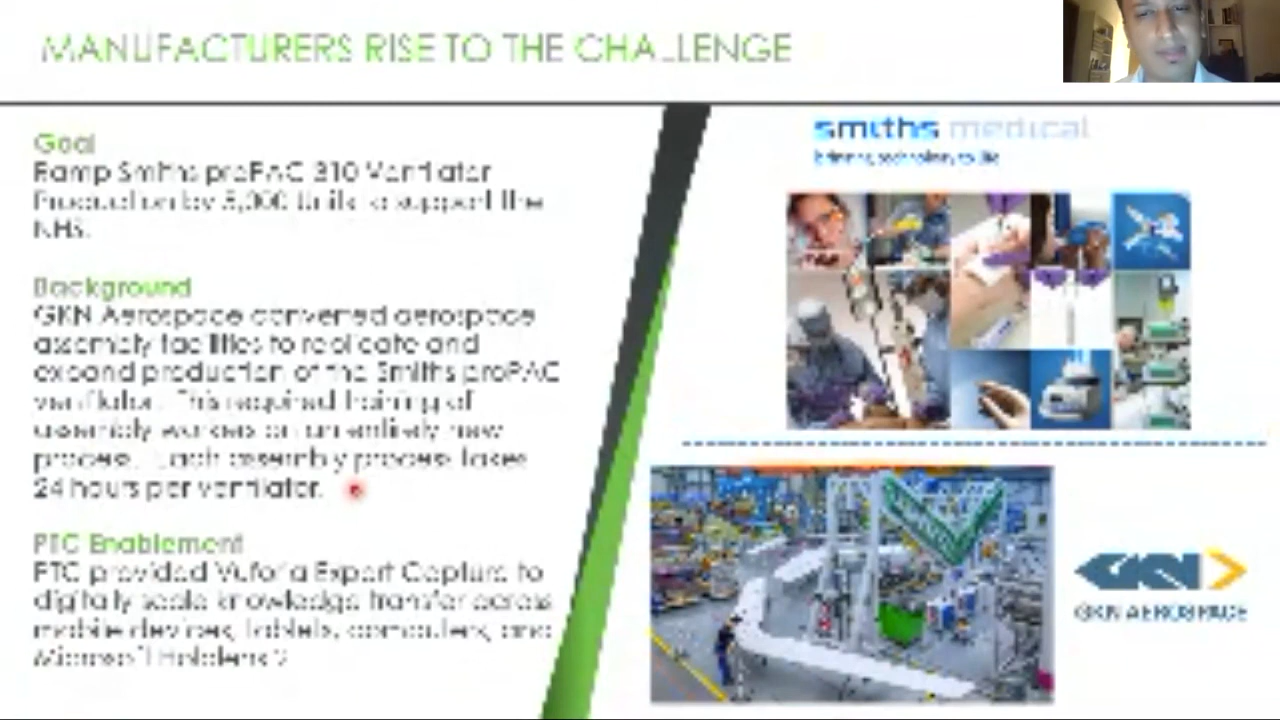 MANUFACTURERS RISE TO THE CHALLENGE
Goal
Ramp Smiths proPAC 310 Ventilator
Production by 5,000 Units to support the
NHS.
Background
GKN Aerospace converted aerospace
assembly facilities to replicate and
expand production of the Smiths proPAC
ventilator. This required training of
assembly workers on an entirely new
process. Each assembly process takes
24 hours per ventilator.
PTC Enablement
PTC provided Vuforia Expert Capture to
digitally scale knowledge transfer across
mobile devices, tablets, computers, and
Microsoft Hololens 2
smiths medical
bringing technology to life
GKN
GKN AEROSPACE